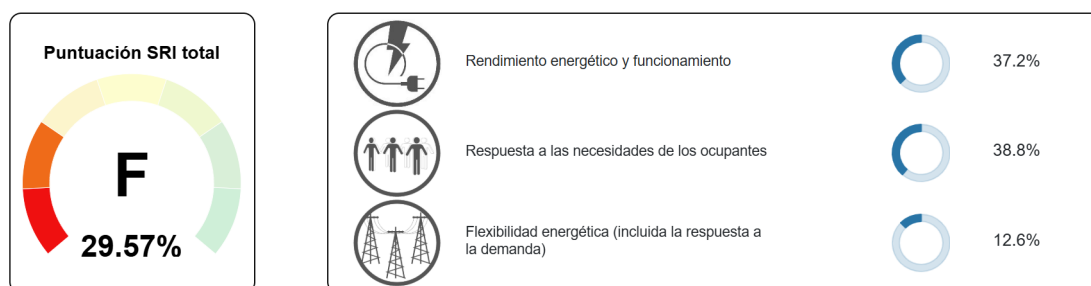 Puntuación SRI total
F
29.57%
Rendimiento energético y funcionamiento
37.2%
Respuesta a las necesidades de los ocupantes
38.8%
Flexibilidad energética (incluida la respuesta a
la demanda)
12.6%